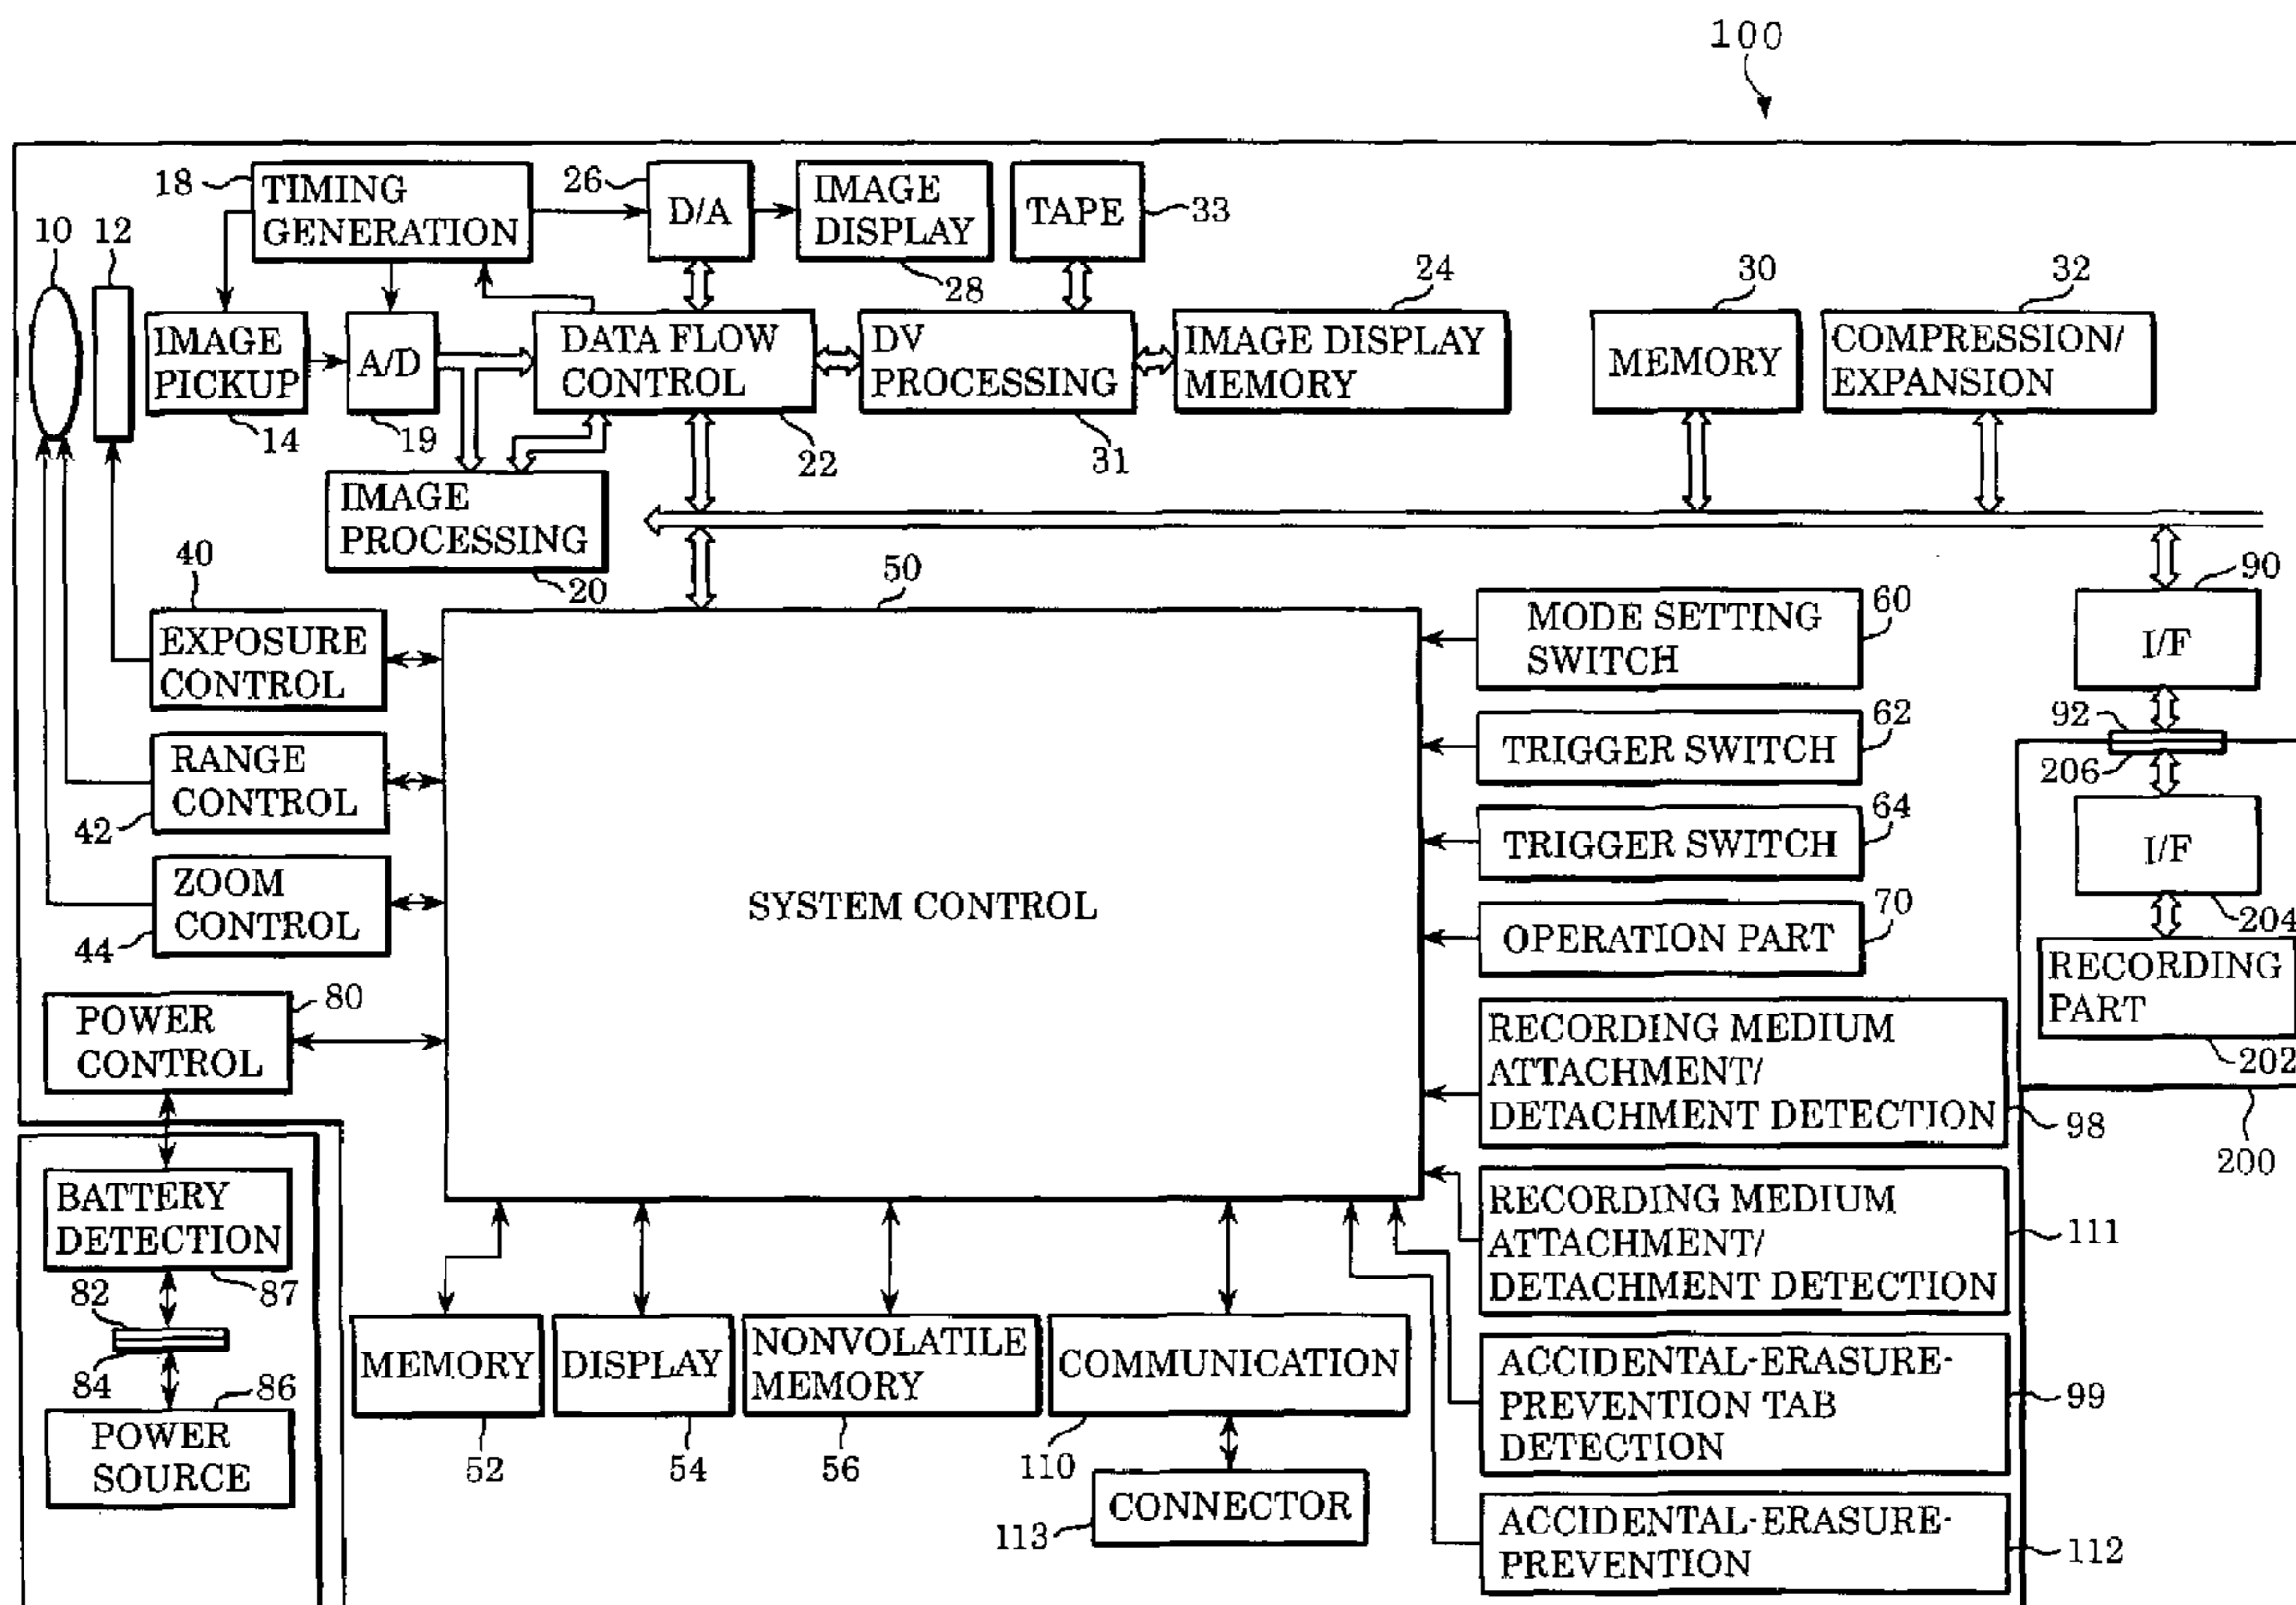 100
18
TIMING
GENERATION
26
D/A
IMAGE
DISPLAY
28
TAPE
33
10
12
IMAGE
PICKUP
14
A/D
19
DATA FLOW
CONTROL
22
DV
PROCESSING
31
24
IMAGE DISPLAY
MEMORY
30
MEMORY
32
COMPRESSION/
EXPANSION
IMAGE
PROCESSING
20
40
EXPOSURE
CONTROL
RANGE
CONTROL
42
ZOOM
CONTROL
44
50
SYSTEM CONTROL
60
MODE SETTING
SWITCH
62
TRIGGER SWITCH
64
TRIGGER SWITCH
70
OPERATION PART
90
I/F
92
206
I/F
204
RECORDING
PART
202
200
80
POWER
CONTROL
BATTERY
DETECTION
87
82
84
86
POWER
SOURCE
RECORDING MEDIUM
ATTACHMENT/
DETACHMENT DETECTION
98
RECORDING MEDIUM
ATTACHMENT/
DETACHMENT DETECTION
111
ACCIDENTAL-ERASURE-
PREVENTION TAB
DETECTION
99
ACCIDENTAL-ERASURE-
PREVENTION
112
MEMORY
52
DISPLAY
54
NONVOLATILE
MEMORY
56
COMMUNICATION
110
CONNECTOR
113